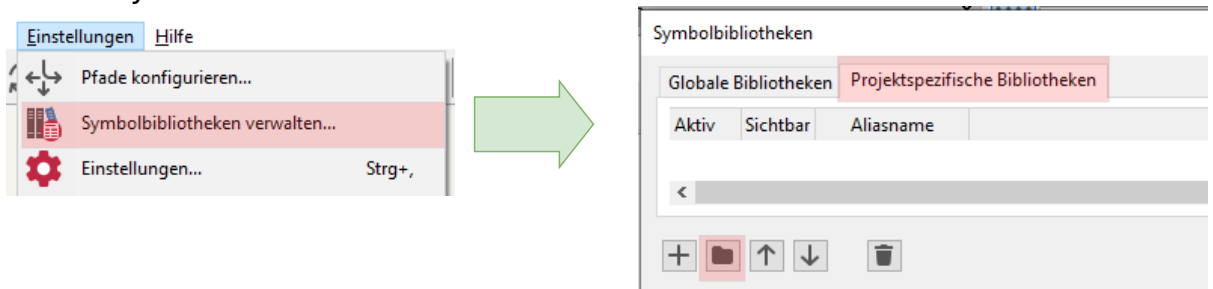 Einstellungen Hilfe
Pfade konfigurieren...
Symbolbibliotheken verwalten...
Einstellungen... Strg+,
Symbolbibliotheken
Globale Bibliotheken Projektspezifische Bibliotheken
Aktiv Sichtbar Aliasname